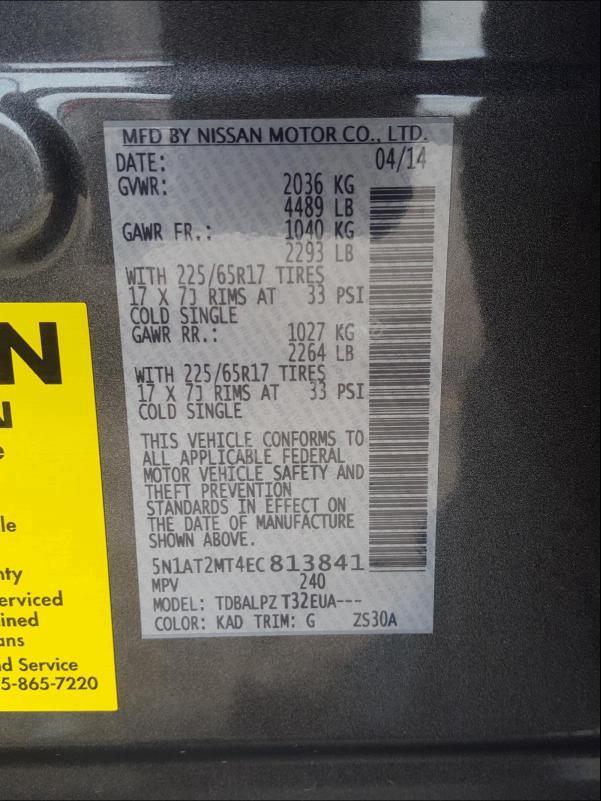 MFD BY NISSAN MOTOR CO., LTD.
DATE: 04/14
GVWR: 2036 KG
4489 LB
GAWR FR.: 1040 KG
2293 LB
WITH 225/65R17 TIRES
17 X 7J RIMS AT 33 PSI
COLD SINGLE
GAWR RR.: 1027 KG
2264 LB
WITH 225/65R17 TIRES
17 X 7J RIMS AT 33 PSI
COLD SINGLE
THIS VEHICLE CONFORMS TO
ALL APPLICABLE FEDERAL
MOTOR VEHICLE SAFETY AND
THEFT PREVENTION
STANDARDS IN EFFECT ON
THE DATE OF MANUFACTURE
SHOWN ABOVE.
5N1AT2MT4EC813841
MPV 240
MODEL: TDBALPZ T32EUA---
COLOR: KAD TRIM: G ZS30A
N
N
e
le
nty
erviced
ined
ans
d Service
5-865-7220